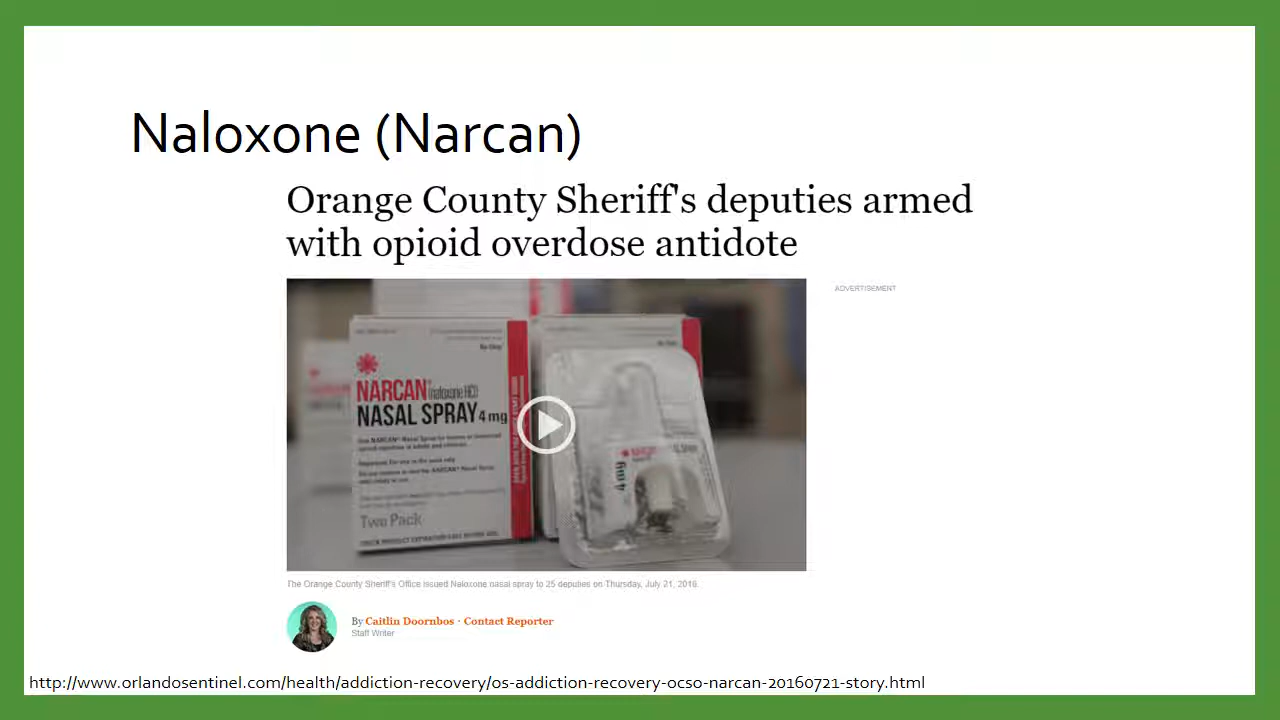 Naloxone (Narcan)
Orange County Sheriff's deputies armed
with opioid overdose antidote
ADVERTISEMENT
NARCAN (naloxone HCl)
NASAL SPRAY 4 mg
Two Pack
4 mg
The Orange County Sheriff's Office issued Naloxone nasal spray to 25 deputies on Thursday, July 21, 2016.
By Caitlin Doornbos · Contact Reporter
Staff Writer
http://www.orlandosentinel.com/health/addiction-recovery/os-addiction-recovery-ocso-narcan-20160721-story.html